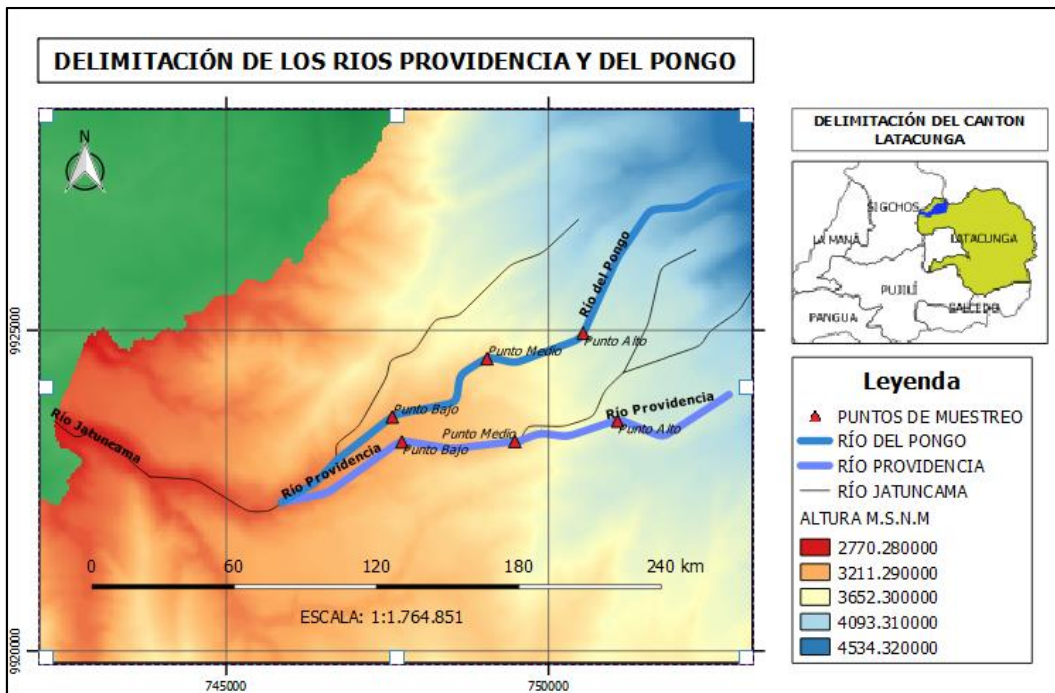 DELIMITACIÓN DE LOS RIOS PROVIDENCIA Y DEL PONGO
N
Río del Pongo
Punto Medio
Punto Alto
Río Jatuncama
Punto Bajo
Río Providencia
Punto Medio
Punto Alto
Río Providencia
Punto Bajo
0 60 120 180 240 km
ESCALA: 1:1.764.851
9925000
9920000
745000 750000
DELIMITACIÓN DEL CANTON
LATACUNGA
SIGCHOS
LA MANÁ
LATACUNGA
PUJILÍ
PANGUA
SALCEDO
Leyenda
PUNTOS DE MUESTREO
RÍO DEL PONGO
RÍO PROVIDENCIA
RÍO JATUNCAMA
ALTURA M.S.N.M
2770.280000
3211.290000
3652.300000
4093.310000
4534.320000